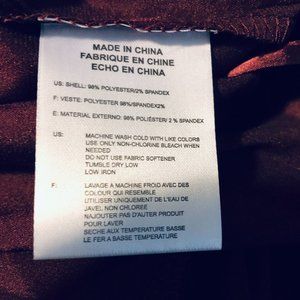 MADE IN CHINA
FABRIQUE EN CHINE
ECHO EN CHINA
US: SHELL: 98% POLYESTER/2% SPANDEX
F: VESTE: POLYESTER 98%/SPANDEX2%
E: MATERIAL EXTERNO: 98% POLIÉSTER/ 2 % SPANDEX
US: MACHINE WASH COLD WITH LIKE COLORS
USE ONLY NON-CHLORINE BLEACH WHEN
NEEDED
DO NOT USE FABRIC SOFTENER
TUMBLE DRY LOW
LOW IRON
F: LAVAGE A MACHINE FROID AVEC DES
COLOUR QUI RESEMBLE
UTILISER UNIQUEMENT DE L'EAU DE
JAVEL NON CHLOREÉ
NAJOUTER PAS D'AUTER PRODUIT
POUR LAVER
SECHE AUX TEMPERATURE BASSE
LE FER A BASSE TEMPERATURE